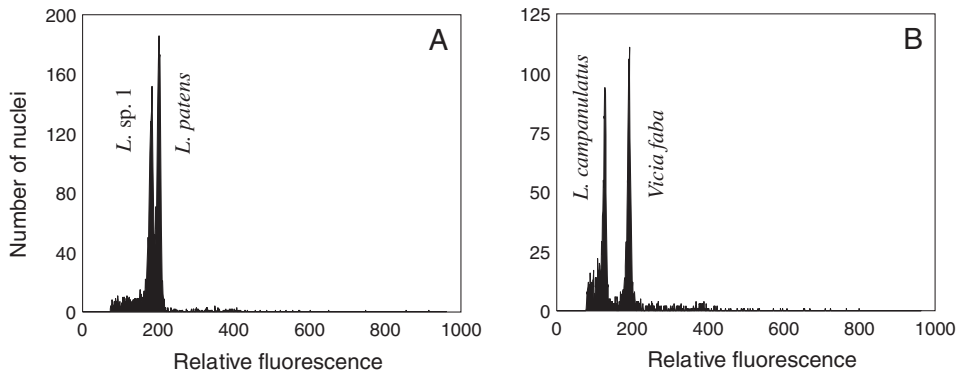 A
200
160
120
80
40
0
Number of nuclei
L. sp. 1
L. patens
0 200 400 600 800 1000
Relative fluorescence
B
125
100
75
50
25
0
L. campanulatus
Vicia faba
0 200 400 600 800 1000
Relative fluorescence